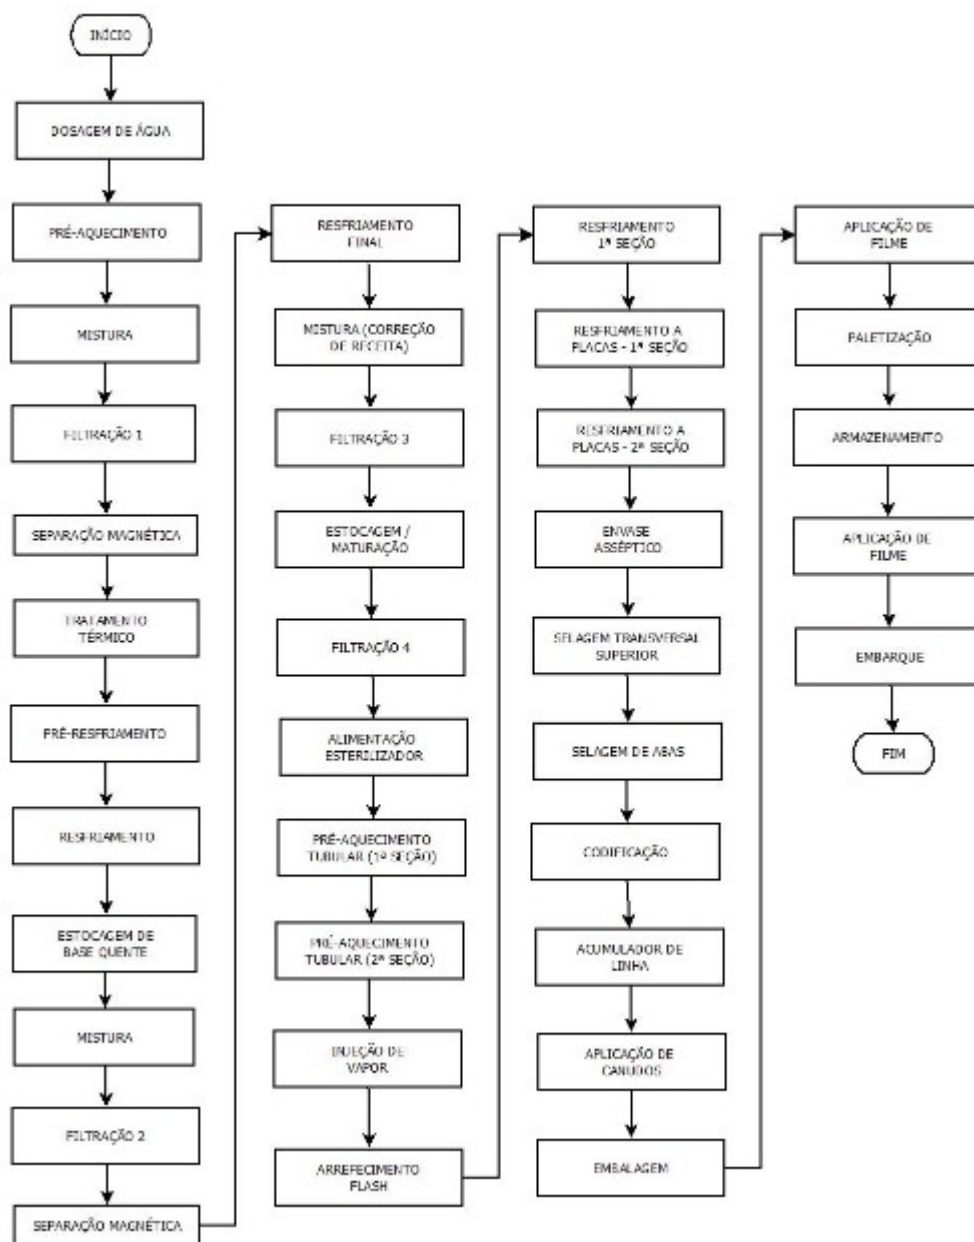 INÍCIO
DOSAGEM DE ÁGUA
PRÉ-AQUECIMENTO
MISTURA
FILTRAÇÃO 1
SEPARAÇÃO MAGNÉTICA
TRATAMENTO
TÉRMICO
PRÉ-RESFRIAMENTO
RESFRIAMENTO
ESTOCAGEM DE
BASE QUENTE
MISTURA
FILTRAÇÃO 2
SEPARAÇÃO MAGNÉTICA
RESFRIAMENTO
FINAL
MISTURA (CORREÇÃO
DE RECEITA)
FILTRAÇÃO 3
ESTOCAGEM /
MATURAÇÃO
FILTRAÇÃO 4
ALIMENTAÇÃO
ESTERILIZADOR
PRÉ-AQUECIMENTO
TUBULAR (1ª SEÇÃO)
PRÉ-AQUECIMENTO
TUBULAR (2ª SEÇÃO)
INJEÇÃO DE
VAPOR
ARREFECIMENTO
FLASH
RESFRIAMENTO
1ª SEÇÃO
RESFRIAMENTO A
PLACAS - 1ª SEÇÃO
RESFRIAMENTO A
PLACAS - 2ª SEÇÃO
ENVASE
ASSÉPTICO
SELAGEM TRANSVERSAL
SUPERIOR
SELAGEM DE ABAS
CODIFICAÇÃO
ACUMULADOR DE
LINHA
APLICAÇÃO DE
CANUDOS
EMBALAGEM
APLICAÇÃO DE
FILME
PALETIZAÇÃO
ARMAZENAMENTO
APLICAÇÃO DE
FILME
EMBARQUE
FIM